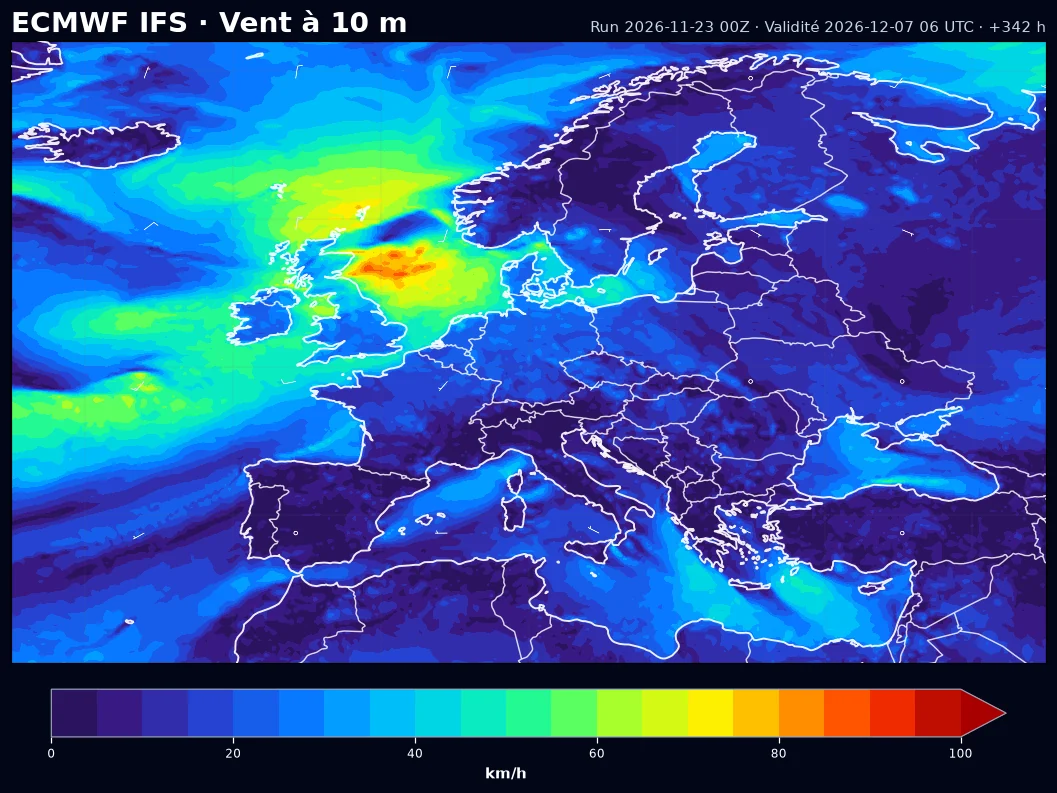 ECMWF IFS · Vent à 10 m
Run 2026-11-23 00Z · Validité 2026-12-07 06 UTC · +342 h
0 20 40 60 80 100
km/h